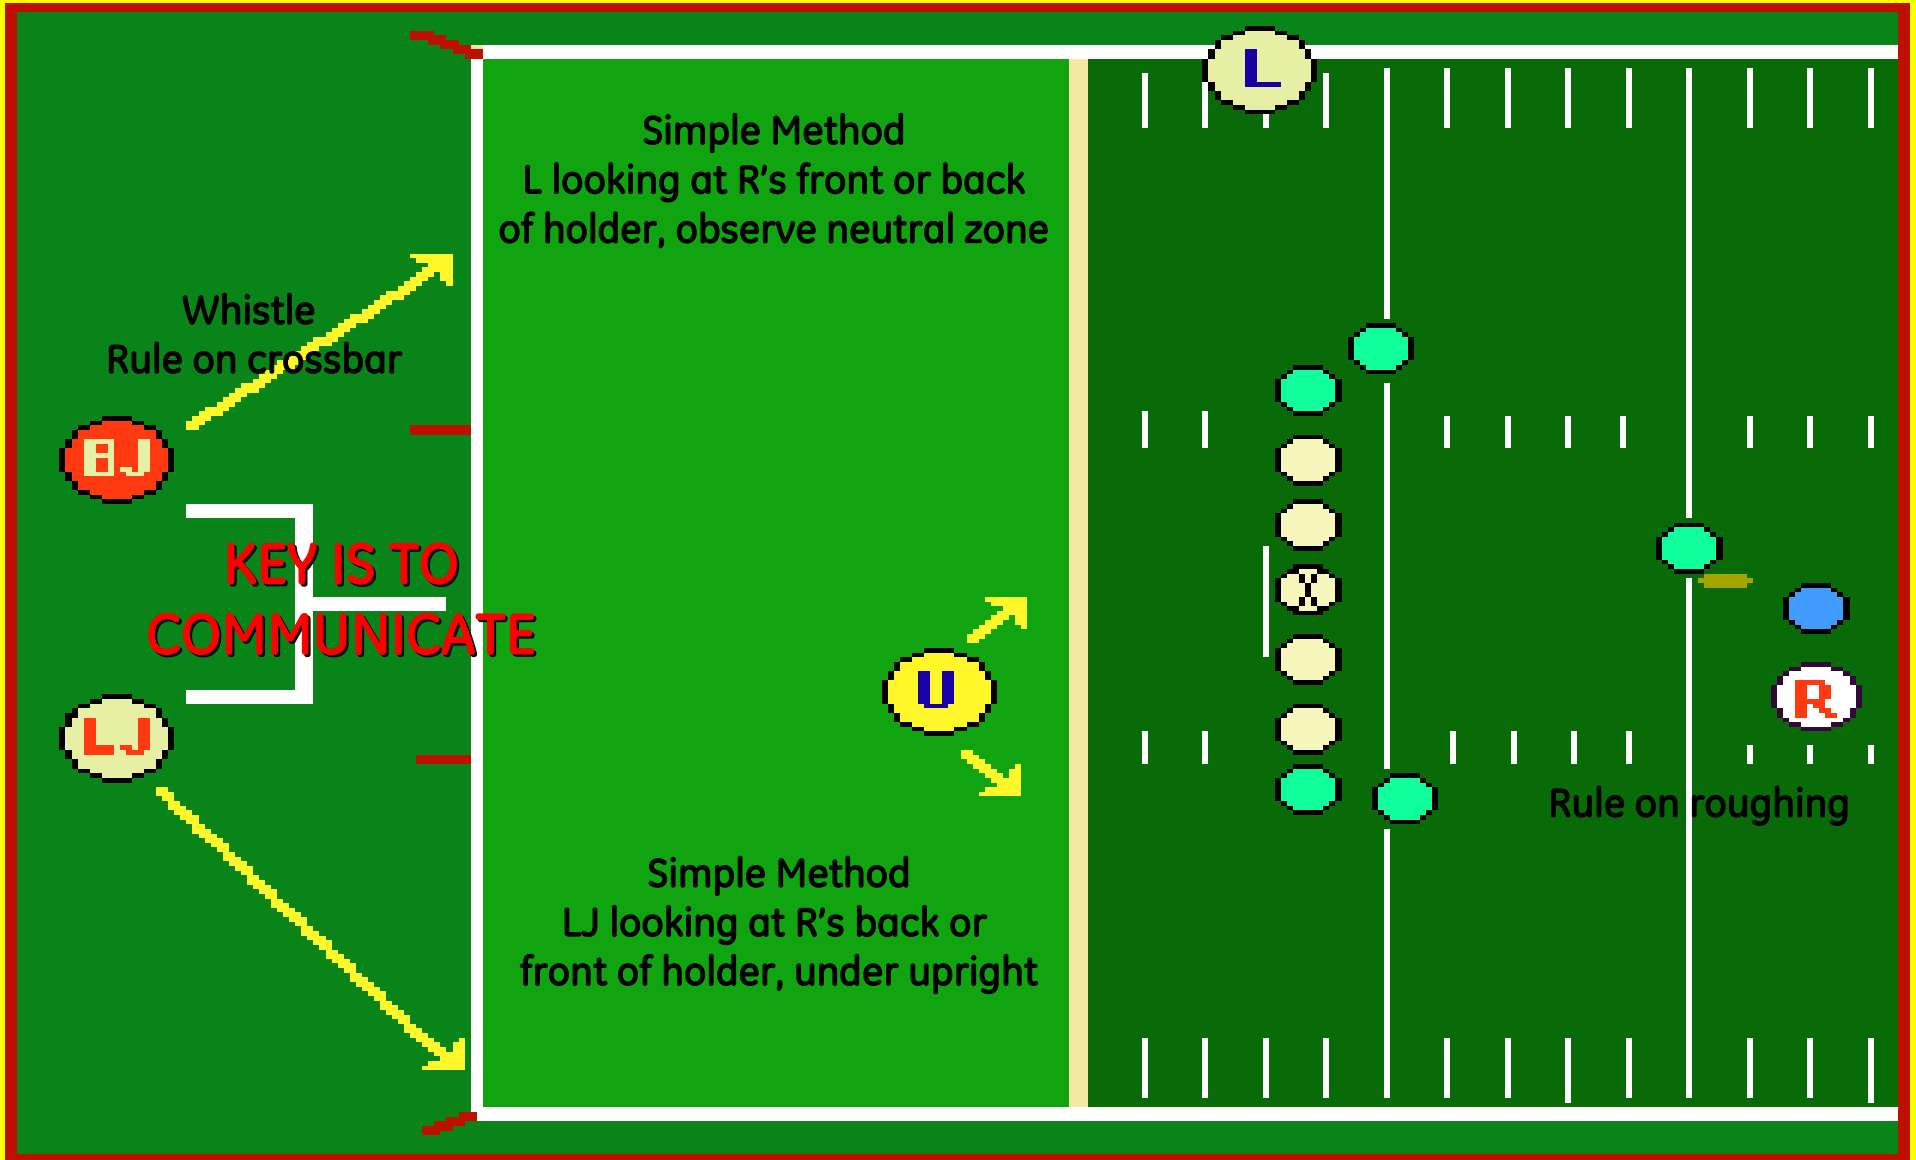 L
Simple Method
L looking at R's front or back
of holder, observe neutral zone
Whistle
Rule on crossbar
BJ
KEY IS TO
COMMUNICATE
X
U
R
LJ
Rule on roughing
Simple Method
LJ looking at R's back or
front of holder, under upright